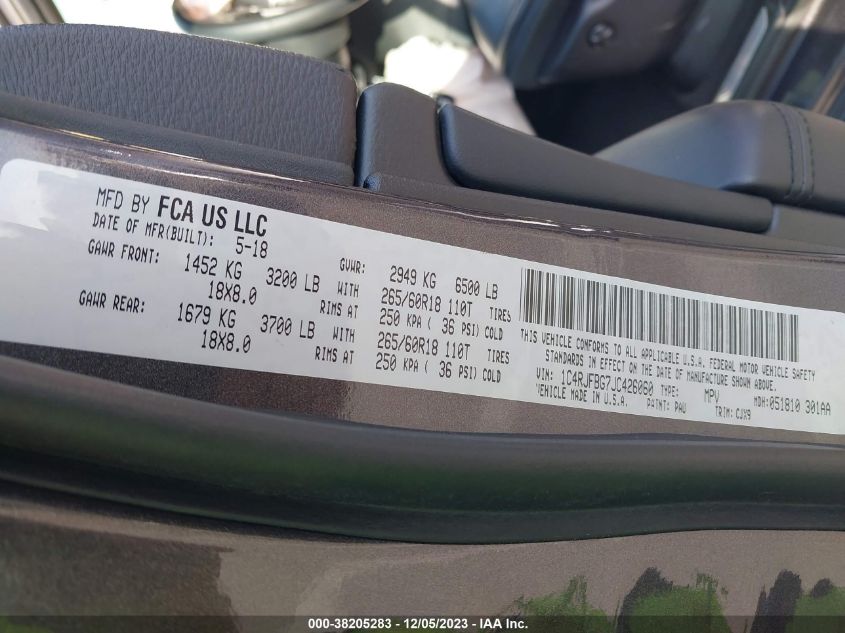 MFD BY FCA US LLC
DATE OF MFR(BUILT): 5-18
GVWR: 2949 KG 6500 LB
GAWR FRONT: 1452 KG 3200 LB WITH 265/60R18 110T TIRES
18X8.0 RIMS AT 250 KPA ( 36 PSI) COLD
GAWR REAR: 1679 KG 3700 LB WITH 265/60R18 110T TIRES
18X8.0 RIMS AT 250 KPA ( 36 PSI) COLD
THIS VEHICLE CONFORMS TO ALL APPLICABLE U.S.A. FEDERAL MOTOR VEHICLE SAFETY
STANDARDS IN EFFECT ON THE DATE OF MANUFACTURE SHOWN ABOVE.
VIN: 1C4RJFBG7JC426060 TYPE: MPV MDH:051810 301AA
VEHICLE MADE IN U.S.A. PAINT: PAU TRIM: CJX9
000-38205283 - 12/05/2023 - IAA Inc.